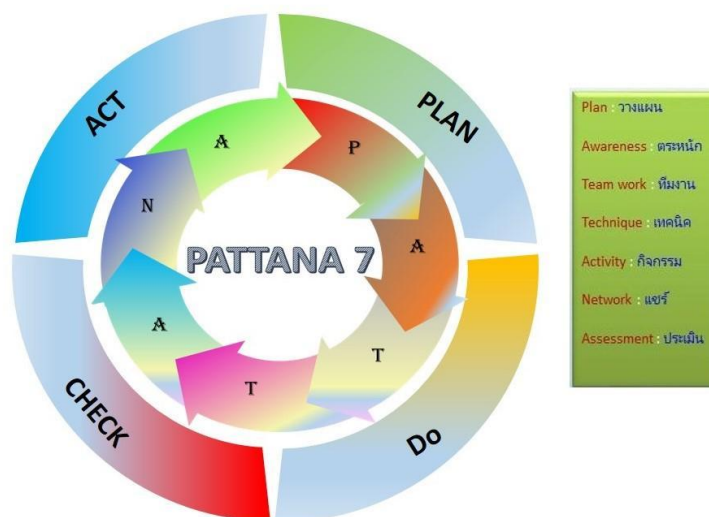 ACT
PLAN
A
P
N
A
PATTANA 7
A
T
T
CHECK
Do
Plan : วางแผน
Awareness : ตระหนัก
Team work : ทีมงาน
Technique : เทคนิค
Activity : กิจกรรม
Network : แชร์
Assessment : ประเมิน